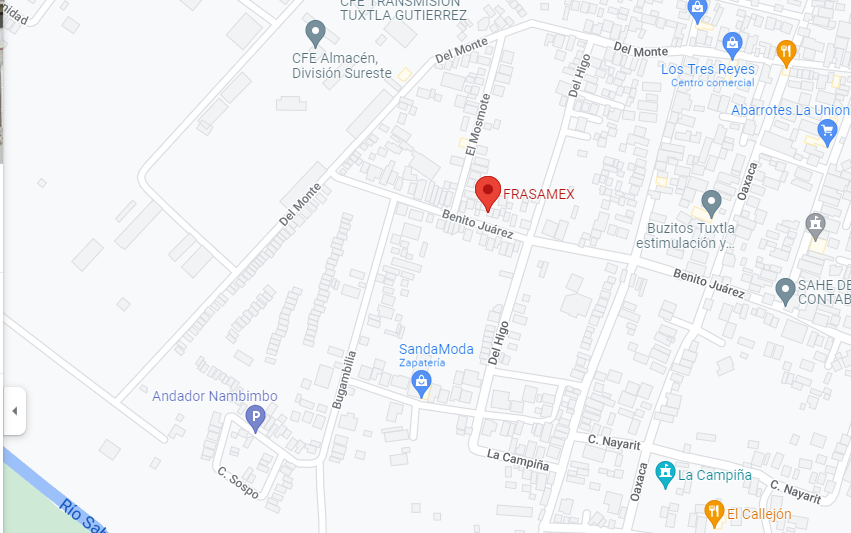 CFE TRANSMISIÓN
TUXTLA GUTIERREZ
CFE Almacén,
División Sureste
Del Monte
Del Monte
Los Tres Reyes
Centro comercial
Del Higo
El Mosmote
Abarrotes La Union
Oaxaca
FRASAMEX
Del Monte
Benito Juárez
Buzitos Tuxtla
estimulación y...
Benito Juárez
SAHE DE
CONTAB
Del Higo
SandaModa
Zapatería
Bugambilia
Andador Nambimbo
P
C. Nayarit
La Campiña
C. Sospo
Oaxaca
La Campiña
C. Nayarit
El Callejón
Río Sab